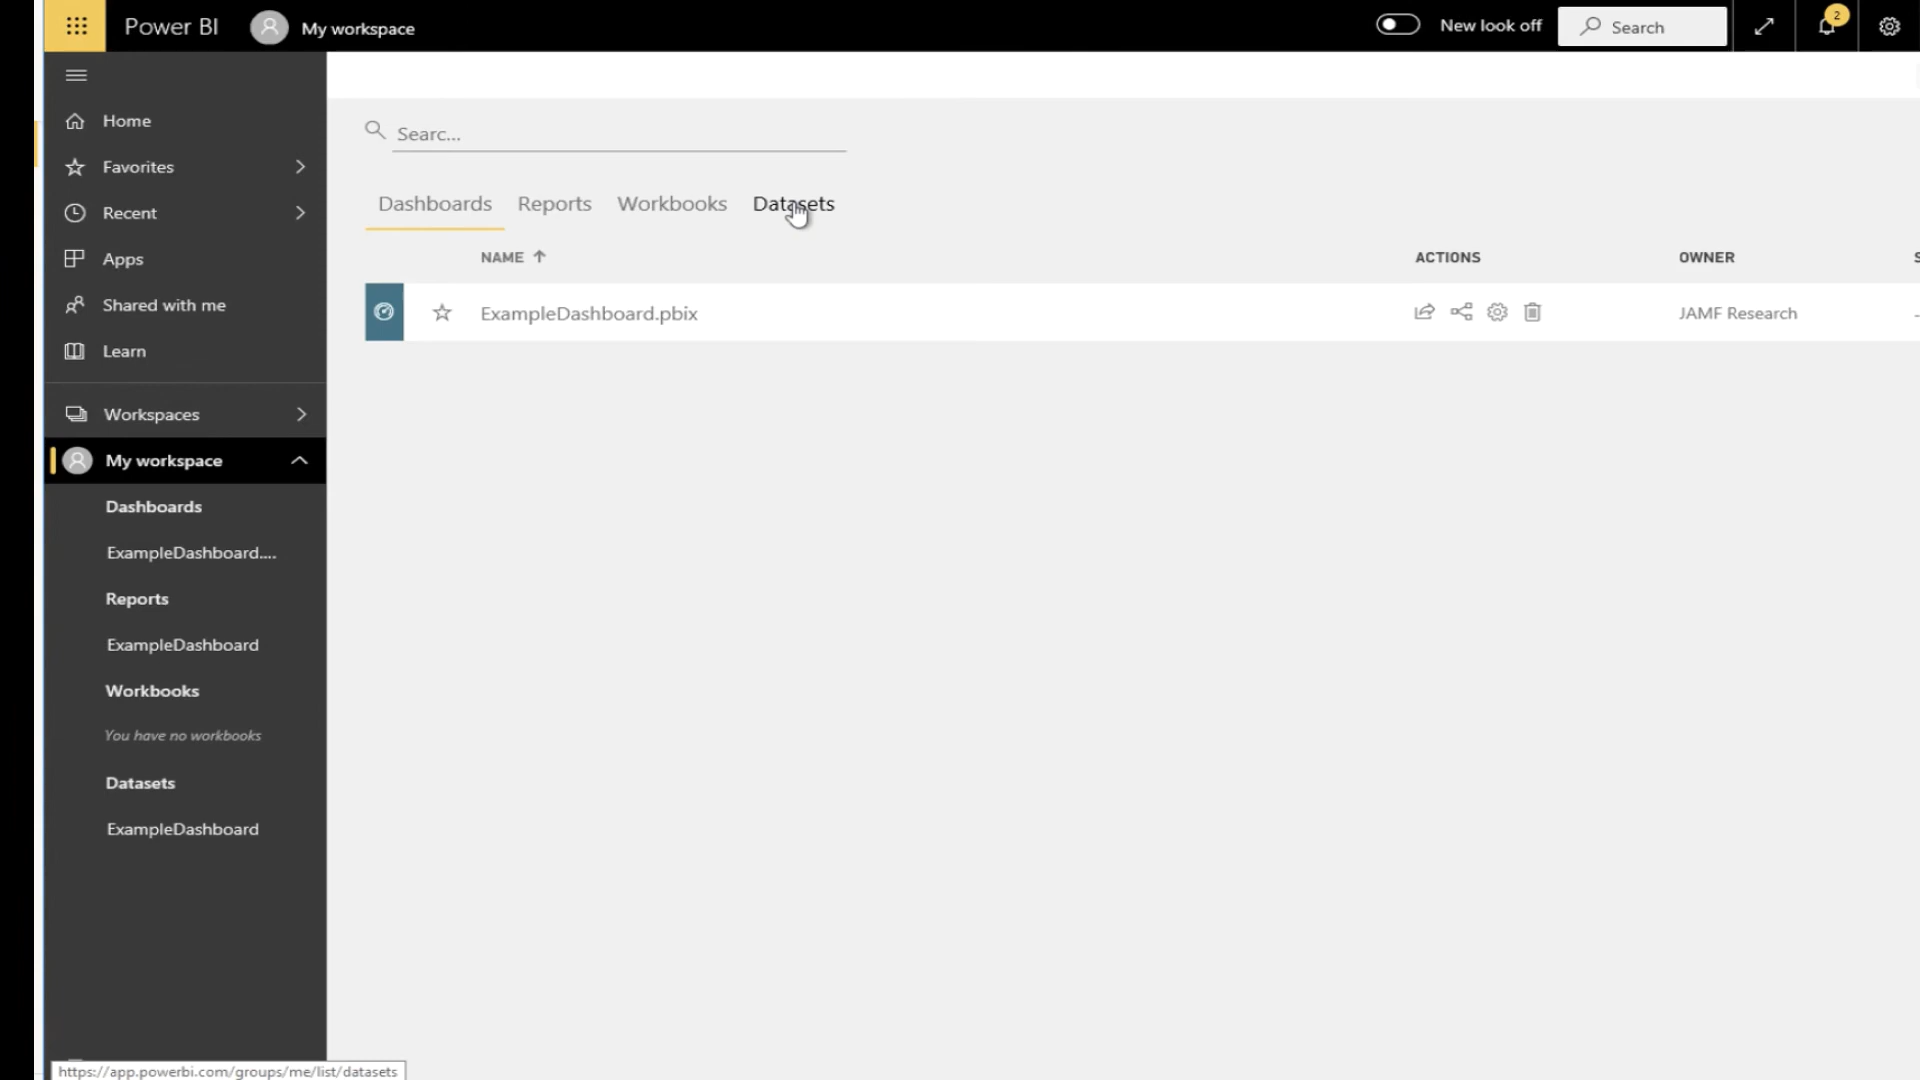 Power BI
My workspace
New look off
Search
2
Home
Favorites
Recent
Apps
Shared with me
Learn
Workspaces
My workspace
Dashboards
ExampleDashboard....
Reports
ExampleDashboard
Workbooks
You have no workbooks
Datasets
ExampleDashboard
Searc...
Dashboards Reports Workbooks Datasets
NAME ACTIONS OWNER
ExampleDashboard.pbix JAMF Research
https://app.powerbi.com/groups/me/list/datasets